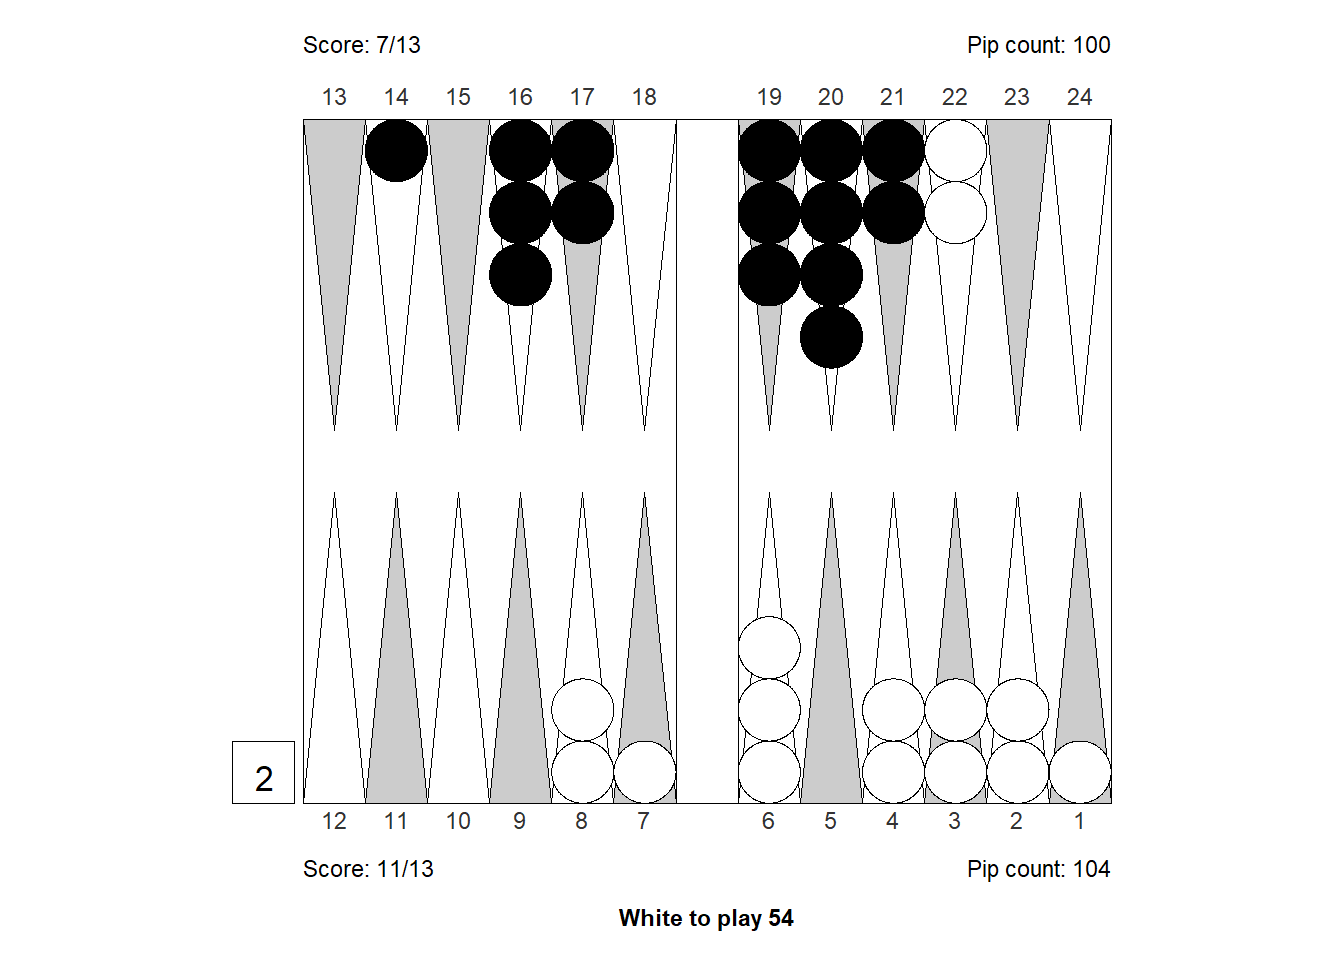 Score: 7/13 Pip count: 100
13 14 15 16 17 18 19 20 21 22 23 24
2
12 11 10 9 8 7 6 5 4 3 2 1
Score: 11/13 Pip count: 104
White to play 54